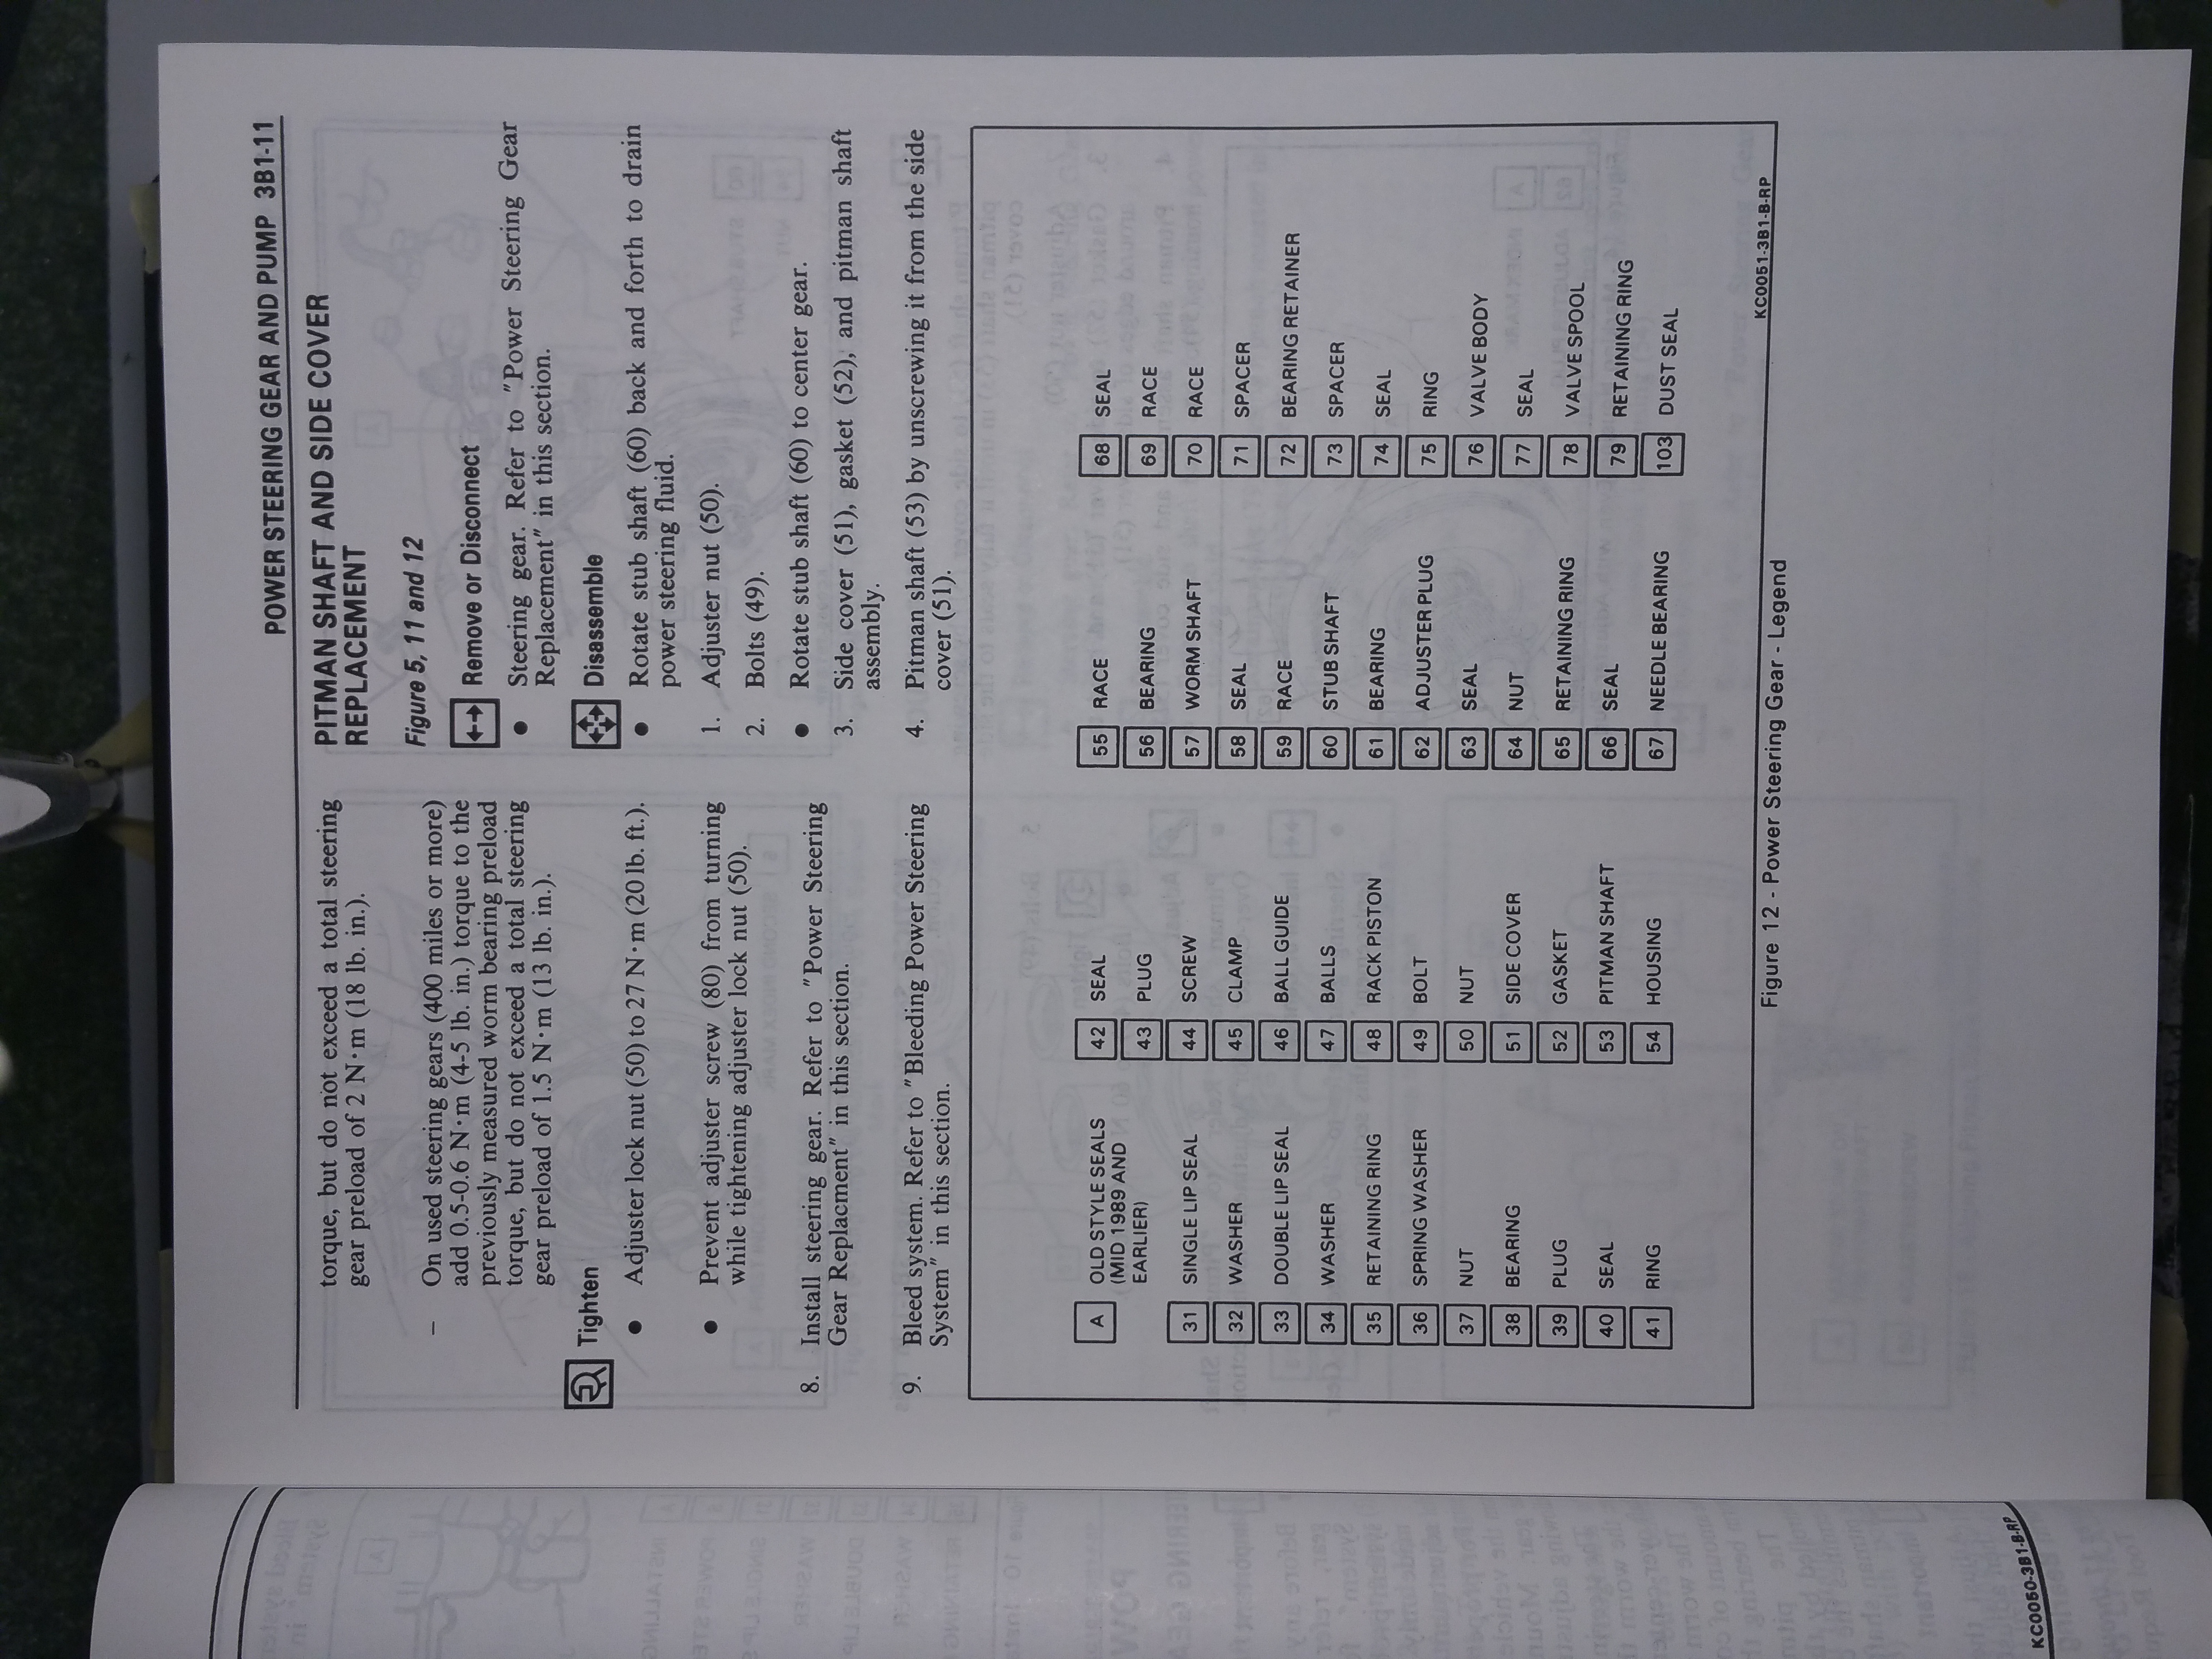 POWER STEERING GEAR AND PUMP 3B1-11
torque, but do not exceed a total steering
gear preload of 2 N·m (18 lb. in.).
– On used steering gears (400 miles or more)
add 0.5-0.6 N·m (4-5 lb. in.) torque to the
previously measured worm bearing preload
torque, but do not exceed a total steering
gear preload of 1.5 N·m (13 lb. in.).
Tighten
● Adjuster lock nut (50) to 27 N·m (20 lb. ft.).
● Prevent adjuster screw (80) from turning
while tightening adjuster lock nut (50).
8. Install steering gear. Refer to "Power Steering
Gear Replacment" in this section.
9. Bleed system. Refer to "Bleeding Power Steering
System" in this section.
PITMAN SHAFT AND SIDE COVER
REPLACEMENT
Figure 5, 11 and 12
Remove or Disconnect
● Steering gear. Refer to "Power Steering Gear
Replacement" in this section.
Disassemble
● Rotate stub shaft (60) back and forth to drain
power steering fluid.
1. Adjuster nut (50).
2. Bolts (49).
● Rotate stub shaft (60) to center gear.
3. Side cover (51), gasket (52), and pitman shaft
assembly.
4. Pitman shaft (53) by unscrewing it from the side
cover (51).
A OLD STYLE SEALS
(MID 1989 AND
EARLIER)
31 SINGLE LIP SEAL
32 WASHER
33 DOUBLE LIP SEAL
34 WASHER
35 RETAINING RING
36 SPRING WASHER
37 NUT
38 BEARING
39 PLUG
40 SEAL
41 RING
42 SEAL
43 PLUG
44 SCREW
45 CLAMP
46 BALL GUIDE
47 BALLS
48 RACK PISTON
49 BOLT
50 NUT
51 SIDE COVER
52 GASKET
53 PITMAN SHAFT
54 HOUSING
55 RACE
56 BEARING
57 WORM SHAFT
58 SEAL
59 RACE
60 STUB SHAFT
61 BEARING
62 ADJUSTER PLUG
63 SEAL
64 NUT
65 RETAINING RING
66 SEAL
67 NEEDLE BEARING
68 SEAL
69 RACE
70 RACE
71 SPACER
72 BEARING RETAINER
73 SPACER
74 SEAL
75 RING
76 VALVE BODY
77 SEAL
78 VALVE SPOOL
79 RETAINING RING
103 DUST SEAL
KC0051-3B1-B-RP
Figure 12 - Power Steering Gear - Legend
KC0050-3B1-B-RP